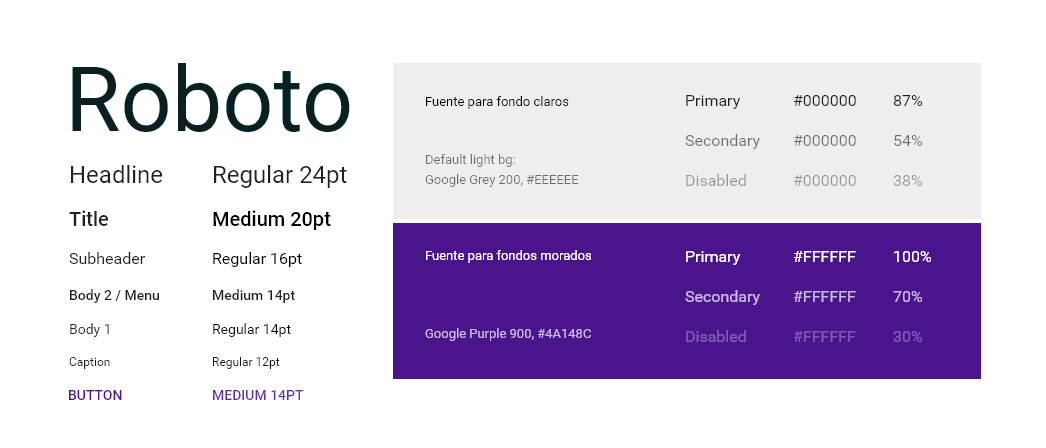 Roboto
Headline Regular 24pt
Title Medium 20pt
Subheader Regular 16pt
Body 2 / Menu Medium 14pt
Body 1 Regular 14pt
Caption Regular 12pt
BUTTON MEDIUM 14PT
Fuente para fondo claros
Default light bg:
Google Grey 200, #EEEEEE
Primary #000000 87%
Secondary #000000 54%
Disabled #000000 38%
Fuente para fondos morados
Google Purple 900, #4A148C
Primary #FFFFFF 100%
Secondary #FFFFFF 70%
Disabled #FFFFFF 30%